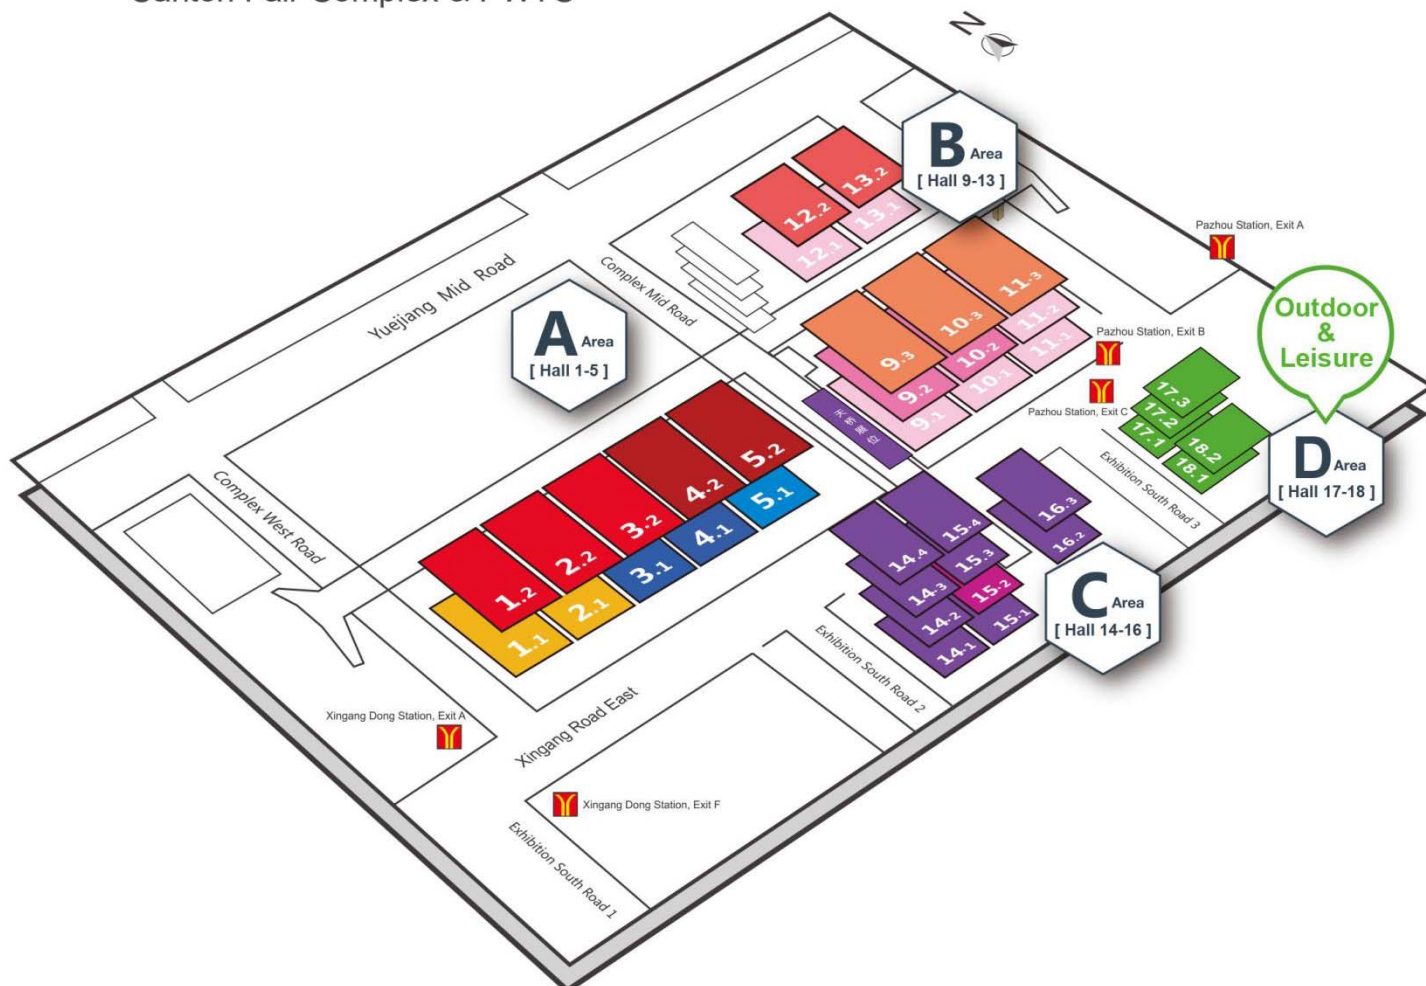 Canton Fair Complex & PWTC
N
B Area
[ Hall 9-13 ]
13.2
12.2
13.1
12.1
Pazhou Station, Exit A
Yuejiang Mid Road
Complex Mid Road
A Area
[ Hall 1-5 ]
11.3
10.3
9.3
11.2
10.2
9.2
11.1
10.1
9.1
天桥展位
Pazhou Station, Exit B
Pazhou Station, Exit C
Outdoor
&
Leisure
17.3
17.2
17.1
18.2
18.1
D Area
[ Hall 17-18 ]
Exhibition South Road 3
Complex West Road
5.2
4.2
3.2
2.2
1.2
5.1
4.1
3.1
2.1
1.1
16.3
16.2
15.4
14.4
15.3
14.3
15.2
14.2
15.1
14.1
C Area
[ Hall 14-16 ]
Exhibition South Road 2
Xingang Dong Station, Exit A
Xingang Road East
Xingang Dong Station, Exit F
Exhibition South Road 1